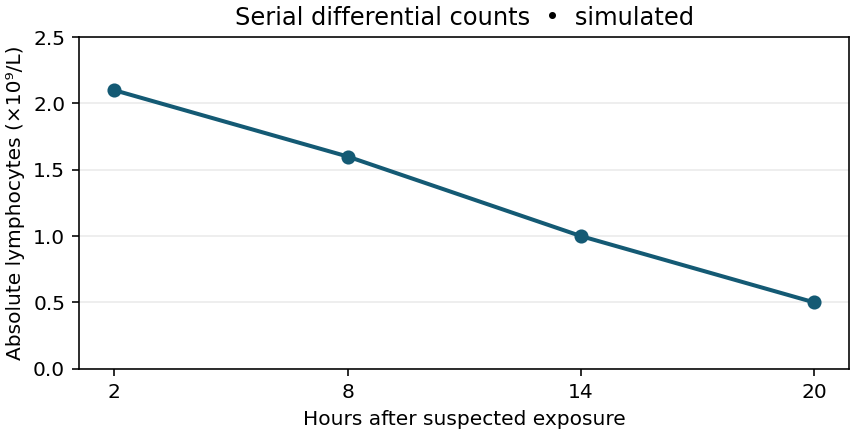 Serial differential counts • simulated
Absolute lymphocytes (×10⁹/L)
2.5
2.0
1.5
1.0
0.5
0.0
2 8 14 20
Hours after suspected exposure